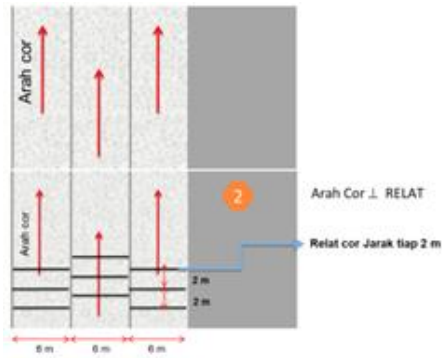 Arah cor
2
Arah Cor ⊥ RELAT
Arah cor
Relat cor Jarak tiap 2 m
2 m
2 m
6 m
6 m
6 m